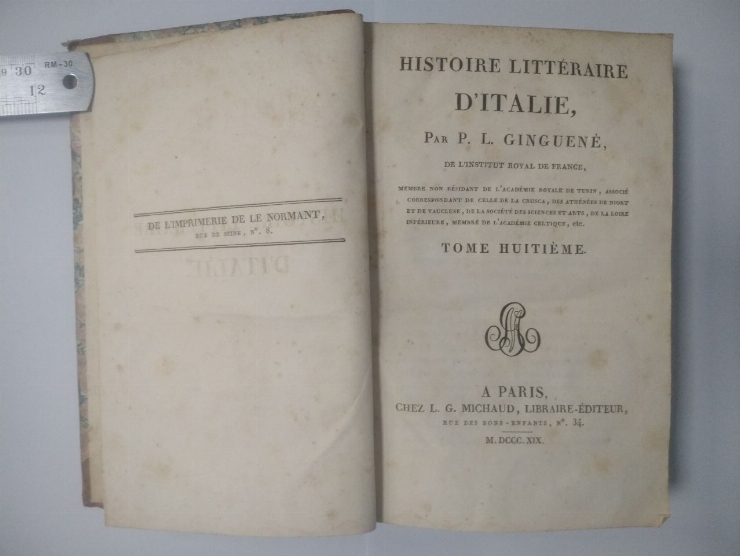 9 30 RM-30
12
DE L'IMPRIMERIE DE LE NORMANT,
RUE DE SEINE, Nº. 8.
HISTOIRE LITTÉRAIRE
D'ITALIE,
PAR P. L. GINGUENÉ,
DE L'INSTITUT ROYAL DE FRANCE,
MEMBRE NON RÉSIDANT DE L'ACADÉMIE ROYALE DE TURIN, ASSOCIÉ
CORRESPONDANT DE CELLE DE LA CRUSCA, DES ATHÉNÉES DE NIORT
ET DE VAUCLUSE, DE LA SOCIÉTÉ DES SCIENCES ET ARTS, DE LA LOIRE
INFÉRIEURE, MEMBRE DE L'ACADÉMIE CELTIQUE, etc.
TOME HUITIÈME.
A PARIS,
CHEZ L. G. MICHAUD, LIBRAIRE-ÉDITEUR,
RUE DES BONS-ENFANTS, Nº. 34.
M. DCCC. XIX.